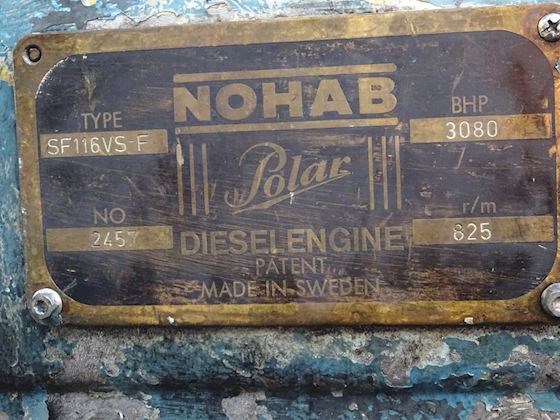 NOHAB
Polar
DIESELENGINE
PATENT
MADE IN SWEDEN
TYPE
SF116VS-F
NO
2457
BHP
3080
r/m
825